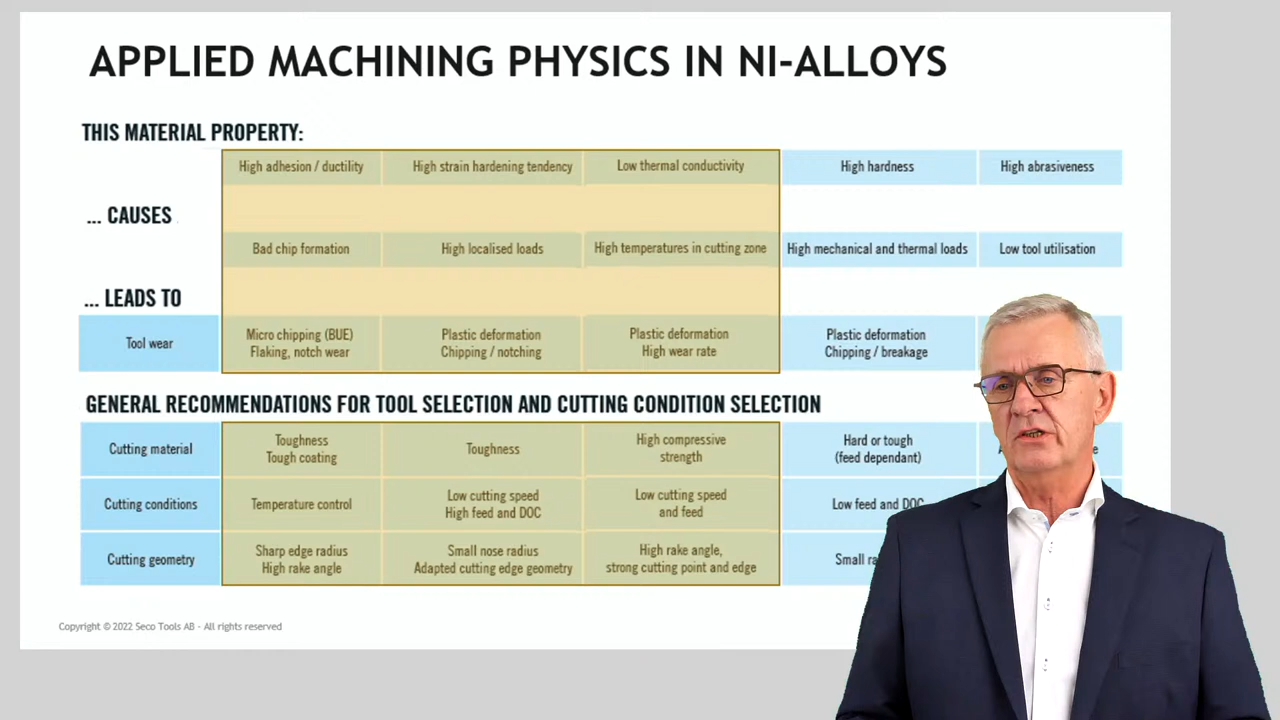 APPLIED MACHINING PHYSICS IN NI-ALLOYS
THIS MATERIAL PROPERTY:
High adhesion / ductility
High strain hardening tendency
Low thermal conductivity
High hardness
High abrasiveness
... CAUSES
Bad chip formation
High localised loads
High temperatures in cutting zone
High mechanical and thermal loads
Low tool utilisation
... LEADS TO
Tool wear
Micro chipping (BUE)
Flaking, notch wear
Plastic deformation
Chipping / notching
Plastic deformation
High wear rate
Plastic deformation
Chipping / breakage
GENERAL RECOMMENDATIONS FOR TOOL SELECTION AND CUTTING CONDITION SELECTION
Cutting material
Toughness
Tough coating
Toughness
High compressive
strength
Hard or tough
(feed dependant)
Cutting conditions
Temperature control
Low cutting speed
High feed and DOC
Low cutting speed
and feed
Low feed and DOC
Cutting geometry
Sharp edge radius
High rake angle
Small nose radius
Adapted cutting edge geometry
High rake angle,
strong cutting point and edge
Small
Copyright © 2022 Seco Tools AB - All rights reserved